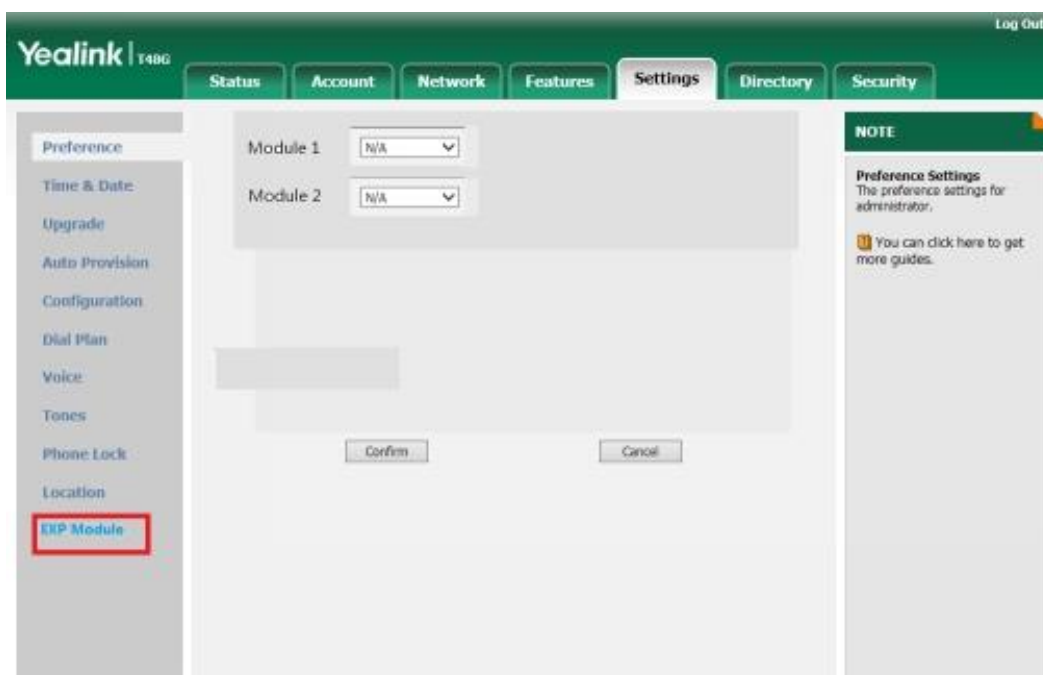 Log Out
Yealink | T48G
Status Account Network Features Settings Directory Security
Preference
Time & Date
Upgrade
Auto Provision
Configuration
Dial Plan
Voice
Tones
Phone Lock
Location
EXP Module
Module 1 N/A
Module 2 N/A
Confirm Cancel
NOTE
Preference Settings
The preference settings for
administrator.
You can click here to get
more guides.